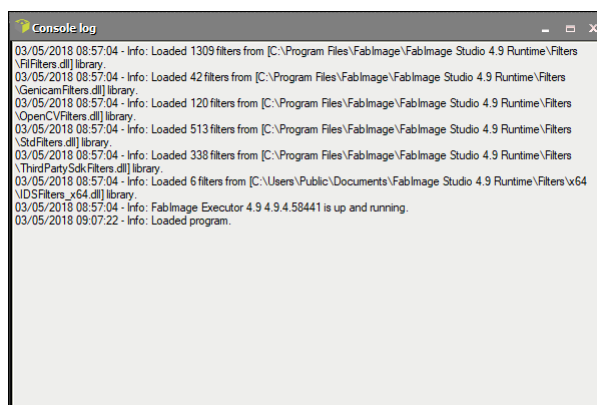 Console log
03/05/2018 08:57:04 - Info: Loaded 1309 filters from [C:\Program Files\FabImage\FabImage Studio 4.9 Runtime\Filters
\FilFilters.dll] library.
03/05/2018 08:57:04 - Info: Loaded 42 filters from [C:\Program Files\FabImage\FabImage Studio 4.9 Runtime\Filters
\GenicamFilters.dll] library.
03/05/2018 08:57:04 - Info: Loaded 120 filters from [C:\Program Files\FabImage\FabImage Studio 4.9 Runtime\Filters
\OpenCVFilters.dll] library.
03/05/2018 08:57:04 - Info: Loaded 513 filters from [C:\Program Files\FabImage\FabImage Studio 4.9 Runtime\Filters
\StdFilters.dll] library.
03/05/2018 08:57:04 - Info: Loaded 338 filters from [C:\Program Files\FabImage\FabImage Studio 4.9 Runtime\Filters
\ThirdPartySdkFilters.dll] library.
03/05/2018 08:57:04 - Info: Loaded 6 filters from [C:\Users\Public\Documents\FabImage Studio 4.9 Runtime\Filters\x64
\IDSFilters_x64.dll] library.
03/05/2018 08:57:04 - Info: FabImage Executor 4.9 4.9.4.58441 is up and running.
03/05/2018 09:07:22 - Info: Loaded program.